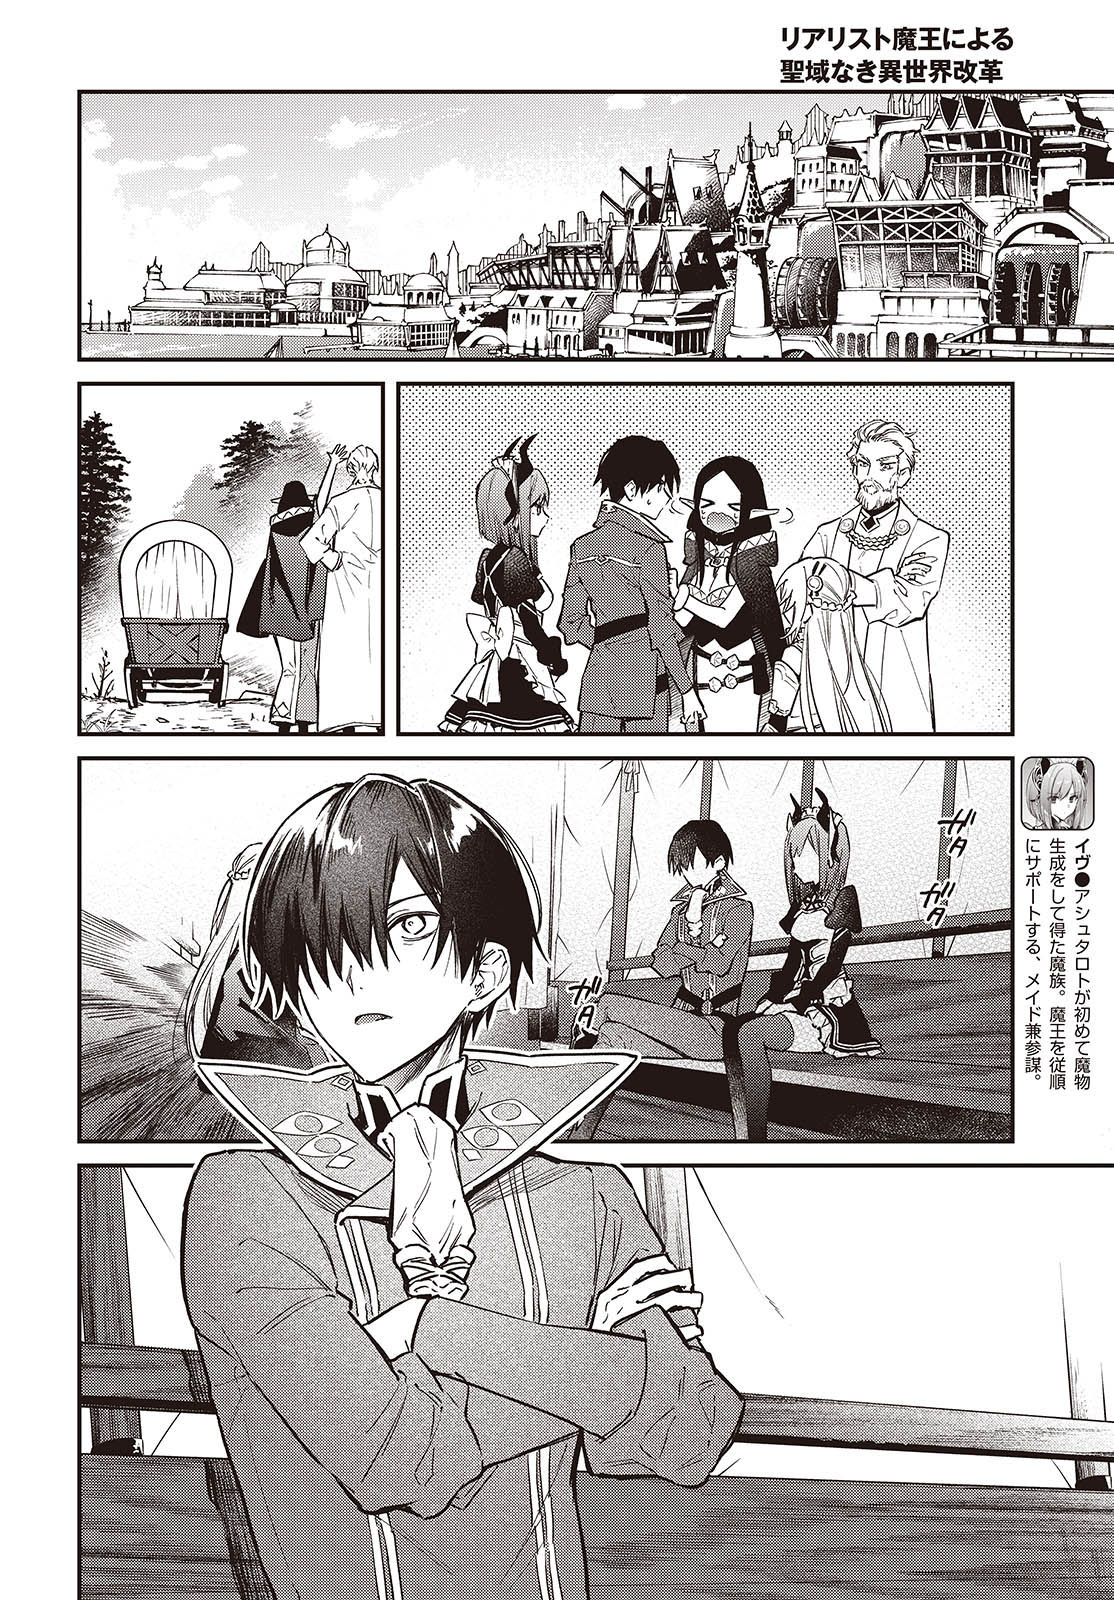 リアリスト魔王による
聖域なき異世界改革
イヴ●アシュタロトが初めて魔物
生成をして得た魔族。魔王を従順
にサポートする、メイド兼参謀。
ガタ
ガタ
ガタ